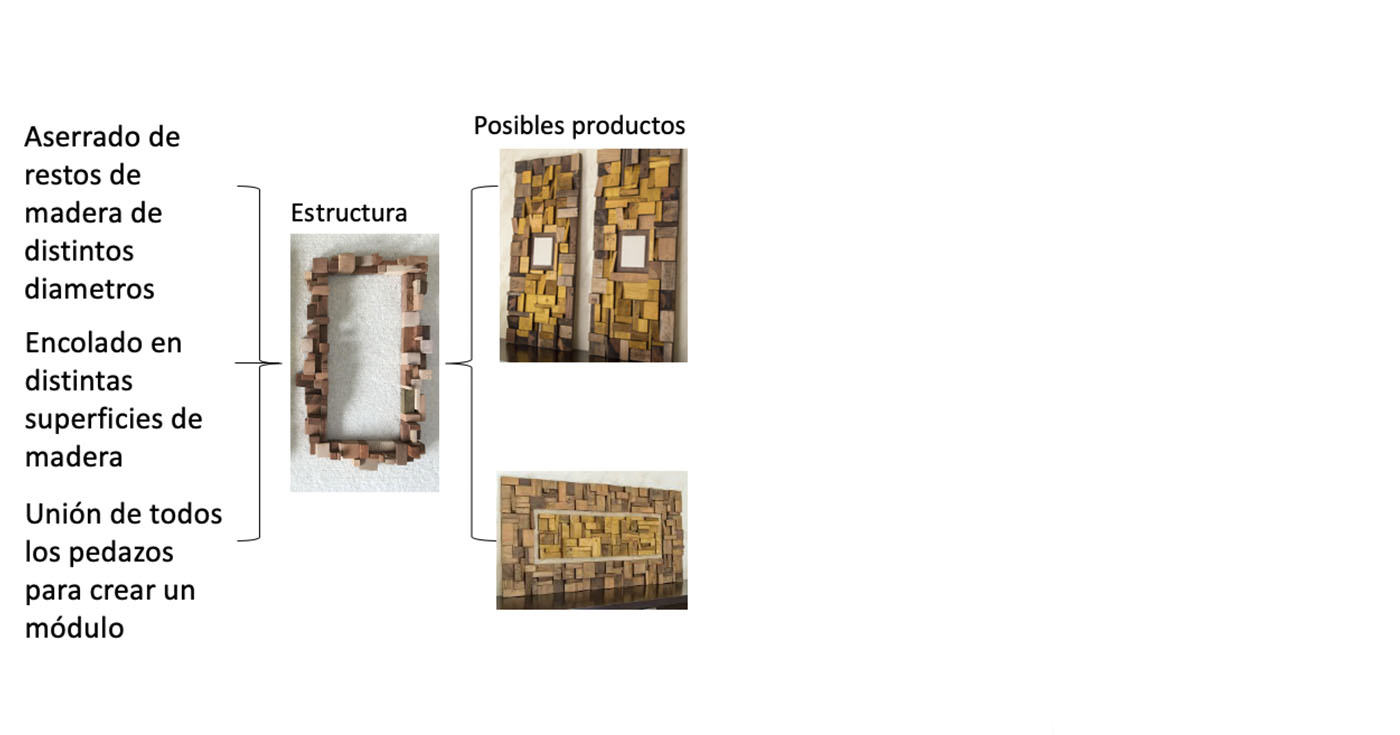 Aserrado de
restos de
madera de
distintos
diametros
Encolado en
distintas
superficies de
madera
Unión de todos
los pedazos
para crear un
módulo
Estructura
Posibles productos